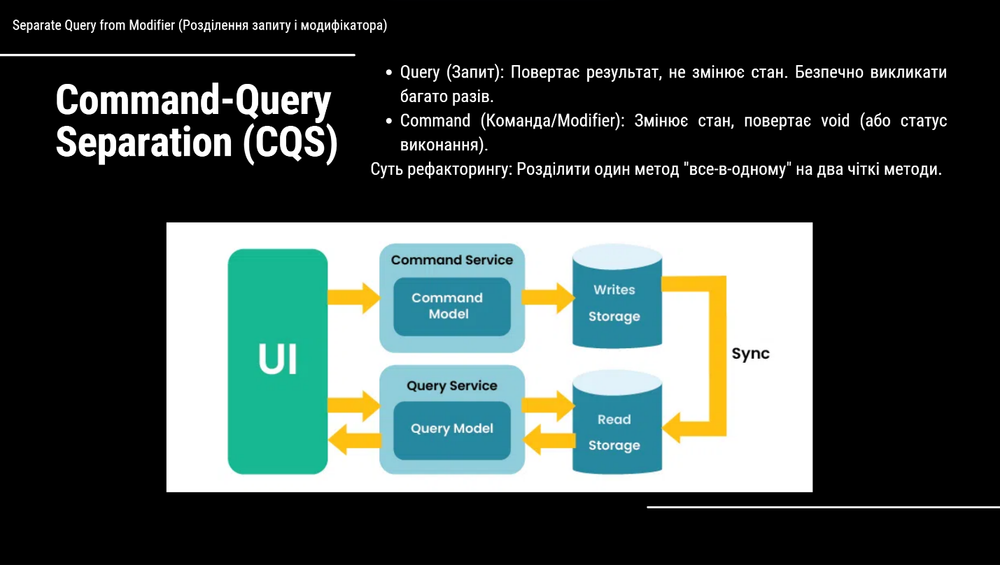 Separate Query from Modifier (Розділення запиту і модифікатора)
Command-Query
Separation (CQS)
• Query (Запит): Повертає результат, не змінює стан. Безпечно викликати
багато разів.
• Command (Команда/Modifier): Змінює стан, повертає void (або статус
виконання).
Суть рефакторингу: Розділити один метод "все-в-одному" на два чіткі методи.
UI
Command Service
Command
Model
Writes
Storage
Sync
Query Service
Query Model
Read
Storage